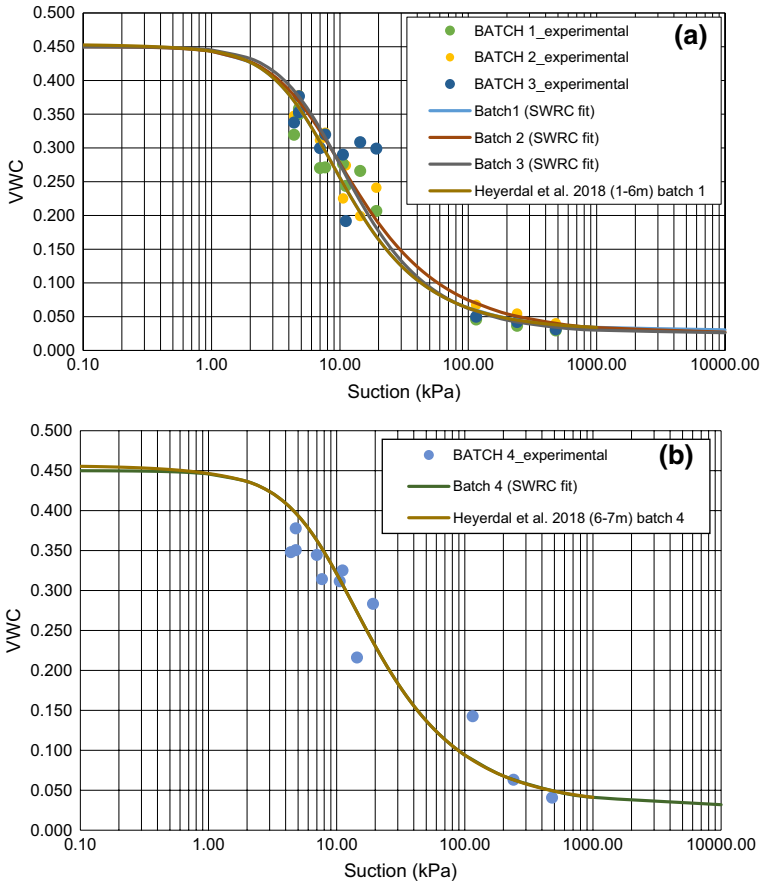 0.500
0.450
0.400
0.350
0.300
0.250
0.200
0.150
0.100
0.050
0.000
VWC
0.10
1.00
10.00
100.00
1000.00
10000.00
Suction (kPa)
(a)
BATCH 1_experimental
BATCH 2_experimental
BATCH 3_experimental
Batch1 (SWRC fit)
Batch 2 (SWRC fit)
Batch 3 (SWRC fit)
Heyerdal et al. 2018 (1-6m) batch 1
0.500
0.450
0.400
0.350
0.300
0.250
0.200
0.150
0.100
0.050
0.000
VWC
0.10
1.00
10.00
100.00
1000.00
10000.00
Suction (kPa)
(b)
BATCH 4_experimental
Batch 4 (SWRC fit)
Heyerdal et al. 2018 (6-7m) batch 4